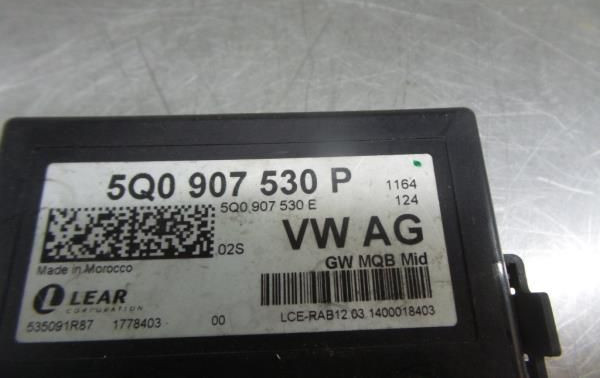 5Q0 907 530 P 1164
5Q0 907 530 E 124
02S VW AG
Made in Morocco GW MQB Mid
LEAR
CORPORATION
535091R87 1778403 00 LCE-RAB12.03.1400018403